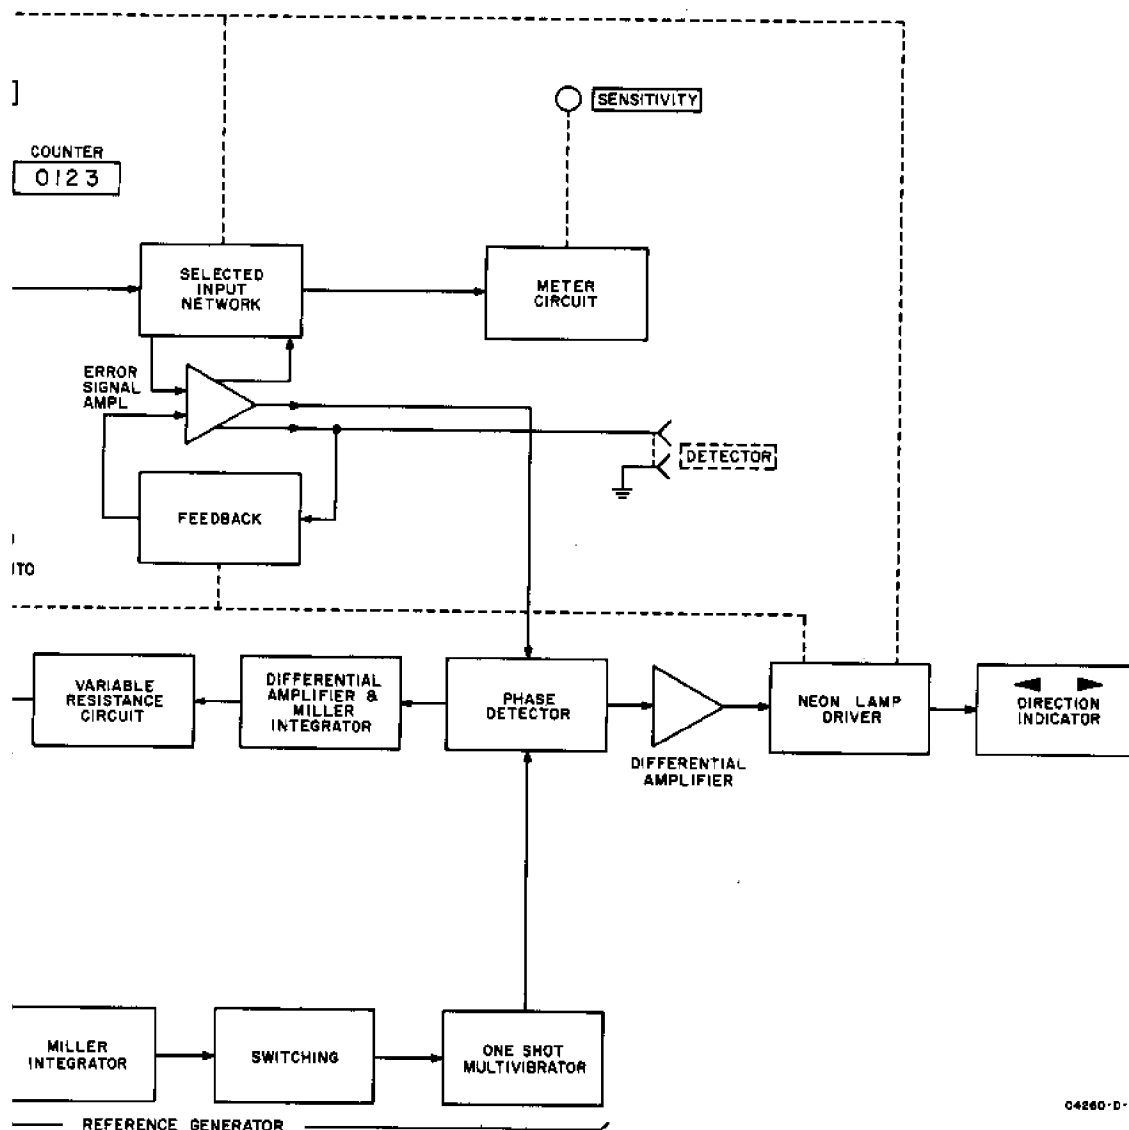 ]
SENSITIVITY
COUNTER
0123
SELECTED
INPUT
NETWORK
METER
CIRCUIT
ERROR
SIGNAL
AMPL
DETECTOR
FEEDBACK
VARIABLE
RESISTANCE
CIRCUIT
DIFFERENTIAL
AMPLIFIER &
MILLER
INTEGRATOR
PHASE
DETECTOR
DIFFERENTIAL
AMPLIFIER
NEON LAMP
DRIVER
DIRECTION
INDICATOR
MILLER
INTEGRATOR
SWITCHING
ONE SHOT
MULTIVIBRATOR
REFERENCE GENERATOR
04260-D-